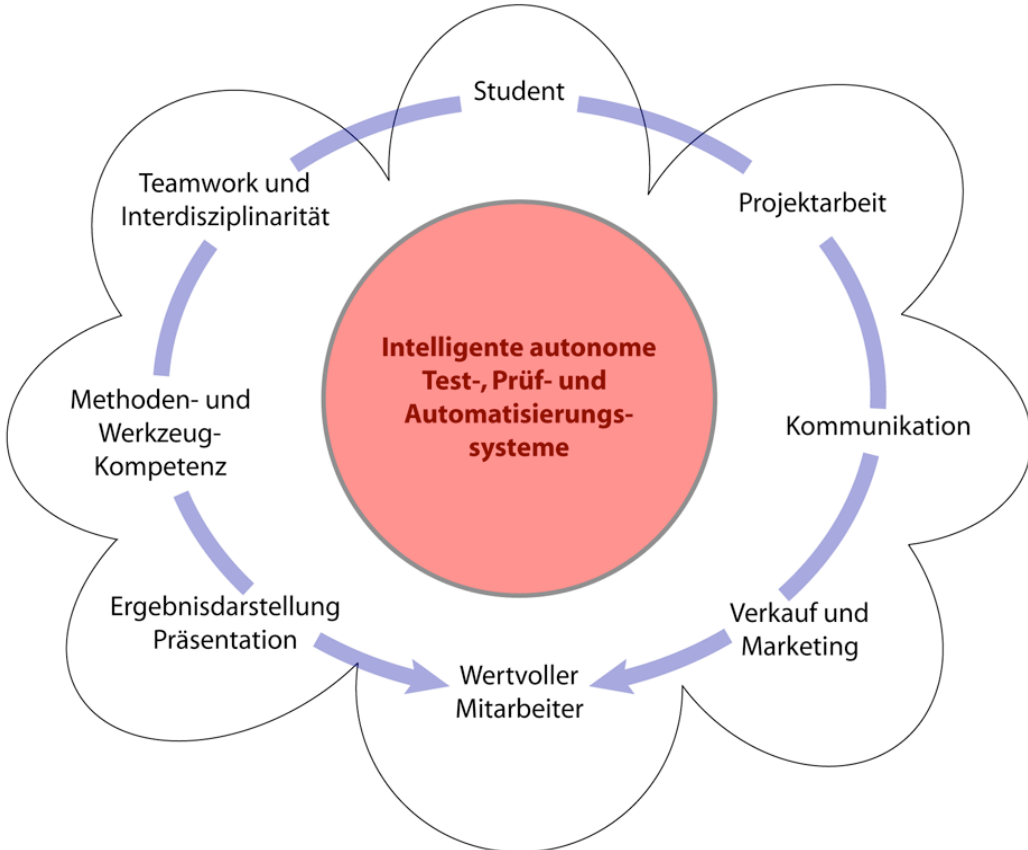 Student
Teamwork und
Interdisziplinarität
Projektarbeit
Intelligente autonome
Test-, Prüf- und
Automatisierungs-
systeme
Methoden- und
Werkzeug-
Kompetenz
Kommunikation
Ergebnisdarstellung
Präsentation
Verkauf und
Marketing
Wertvoller
Mitarbeiter